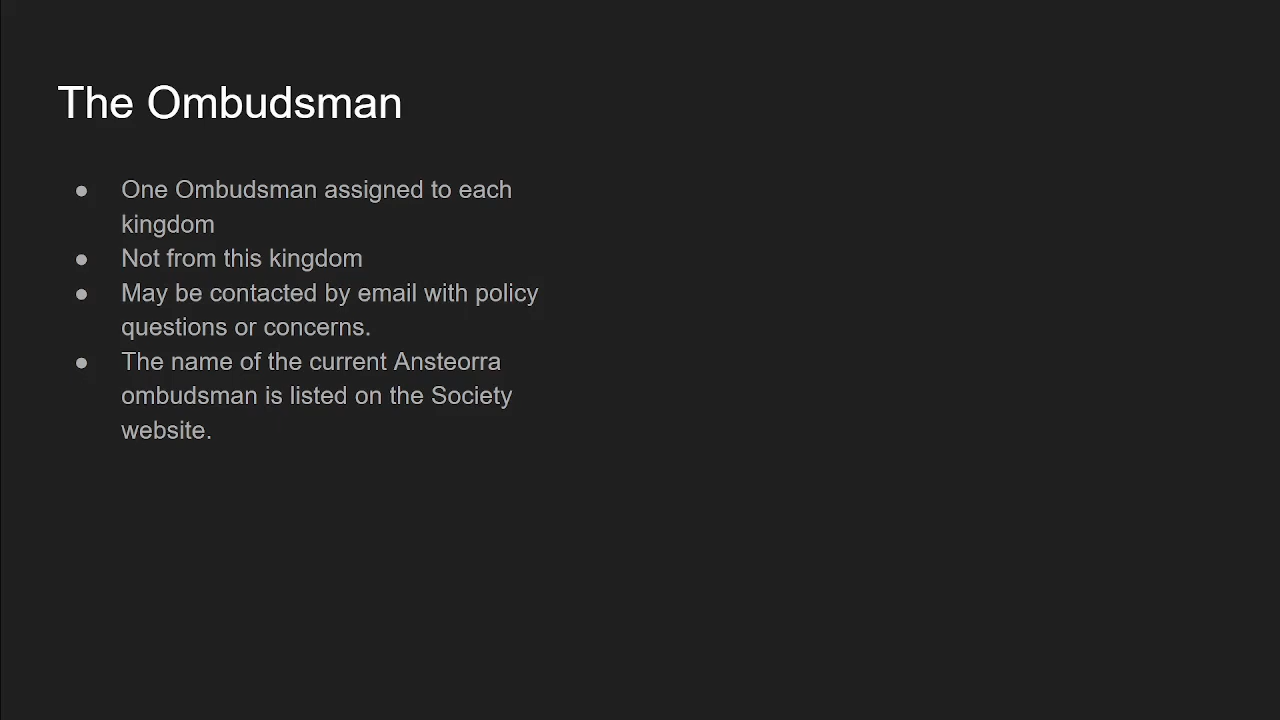 The Ombudsman
● One Ombudsman assigned to each
kingdom
● Not from this kingdom
● May be contacted by email with policy
questions or concerns.
● The name of the current Ansteorra
ombudsman is listed on the Society
website.